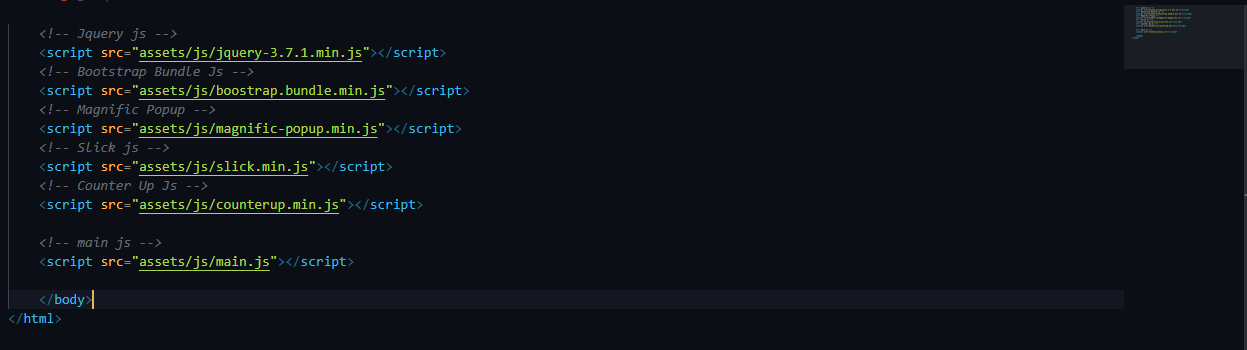 <!-- Jquery js -->
<script src="assets/js/jquery-3.7.1.min.js"></script>
<!-- Bootstrap Bundle Js -->
<script src="assets/js/boostrap.bundle.min.js"></script>
<!-- Magnific Popup -->
<script src="assets/js/magnific-popup.min.js"></script>
<!-- Slick js -->
<script src="assets/js/slick.min.js"></script>
<!-- Counter Up Js -->
<script src="assets/js/counterup.min.js"></script>
<!-- main js -->
<script src="assets/js/main.js"></script>
</body>
</html>